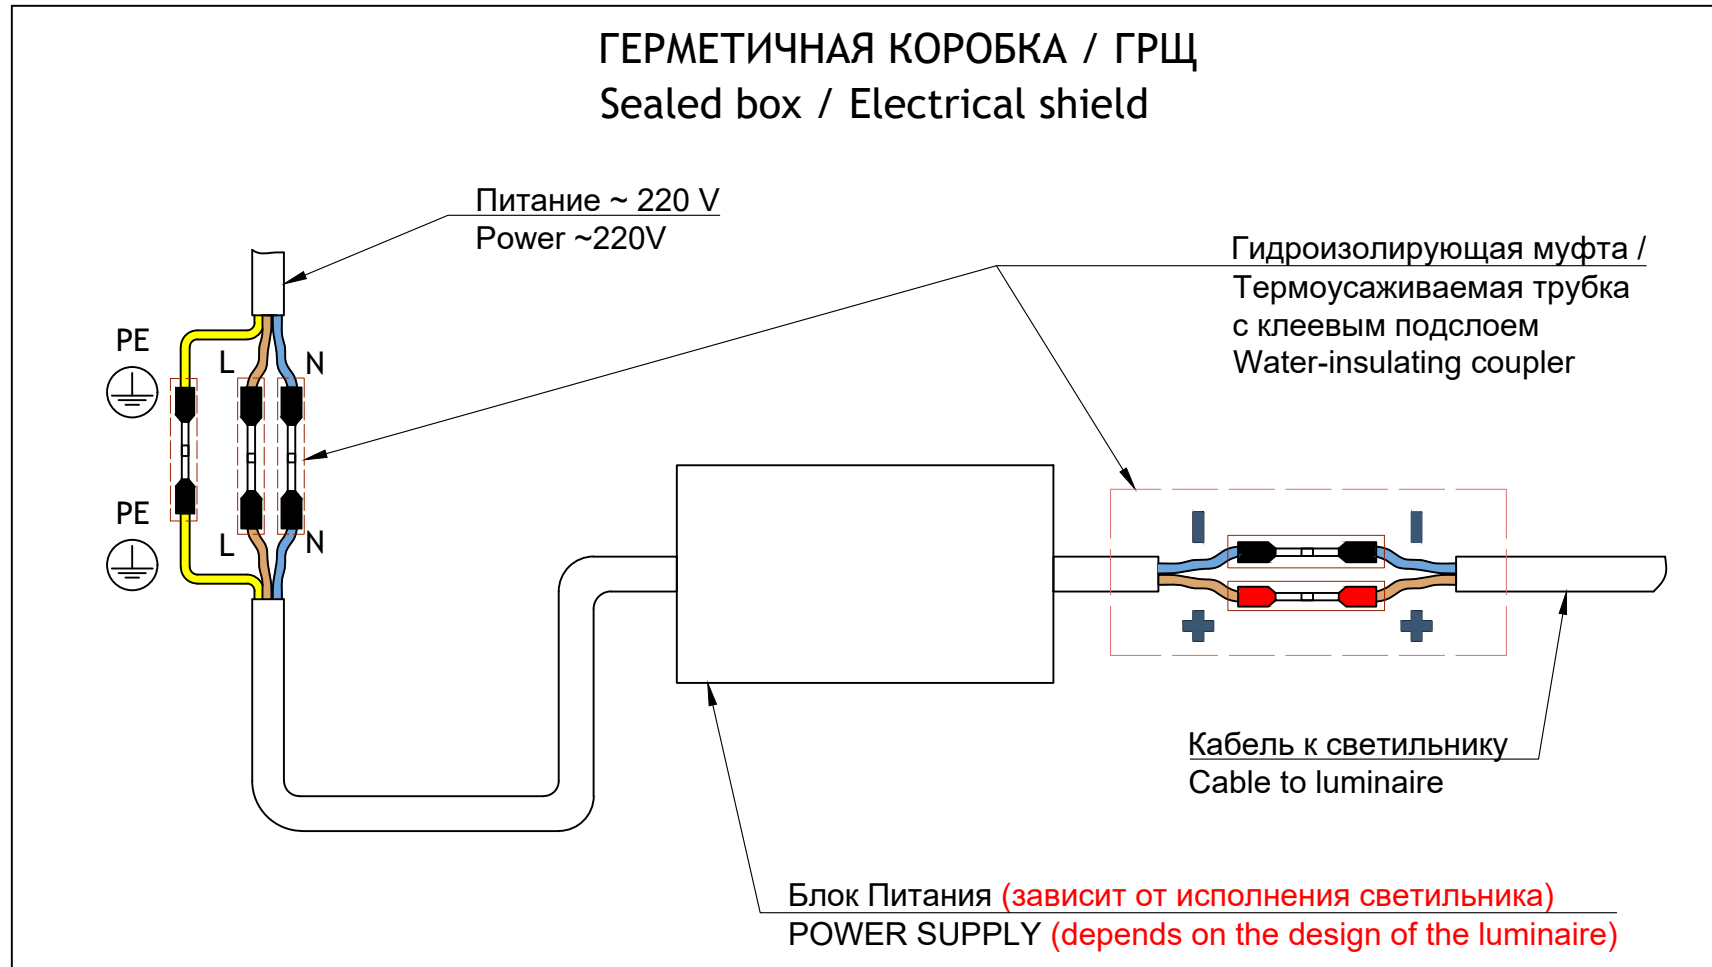 ГЕРМЕТИЧНАЯ КОРОБКА / ГРЩ
Sealed box / Electrical shield
Питание ~ 220 V
Power ~220V
Гидроизолирующая муфта /
Термоусаживаемая трубка
с клеевым подслоем
Water-insulating coupler
PE
L
N
PE
L
N
Кабель к светильнику
Cable to luminaire
Блок Питания (зависит от исполнения светильника)
POWER SUPPLY (depends on the design of the luminaire)